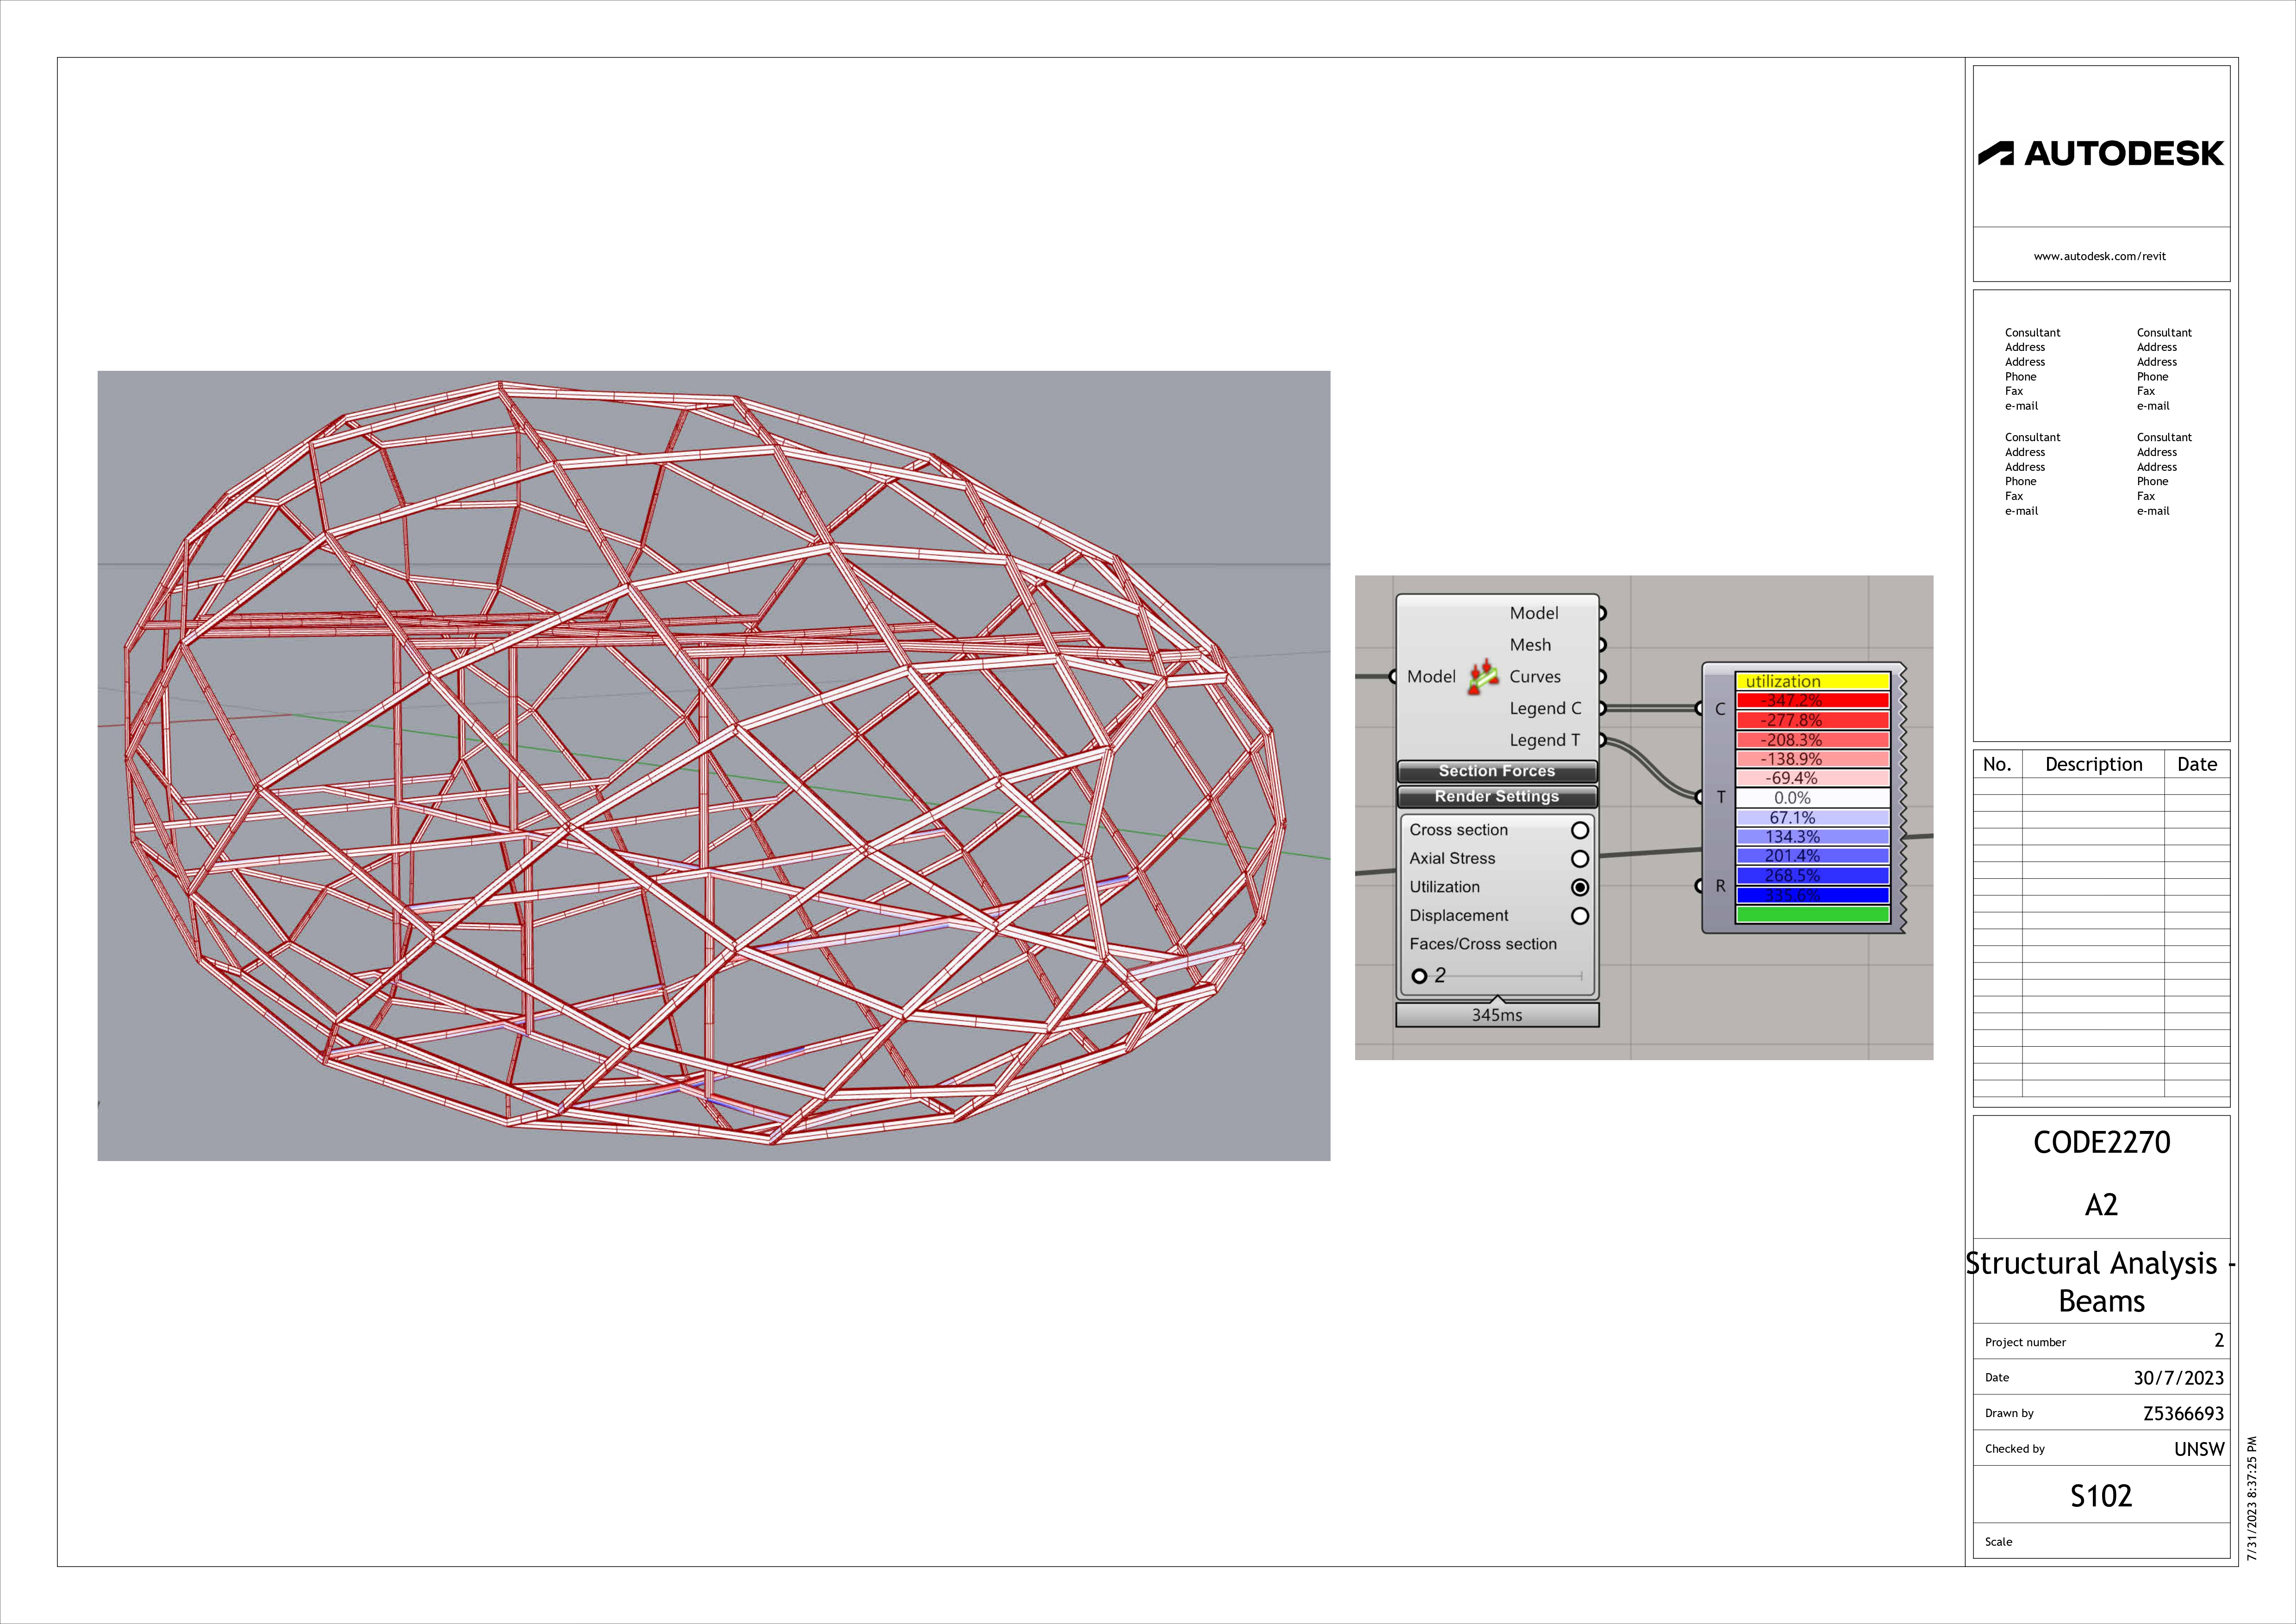 AUTODESK
www.autodesk.com/revit
Consultant Consultant
Address Address
Address Address
Phone Phone
Fax Fax
e-mail e-mail
Consultant Consultant
Address Address
Address Address
Phone Phone
Fax Fax
e-mail e-mail
Model
Mesh
Model Curves
Legend C
Legend T
Section Forces
Render Settings
Cross section
Axial Stress
Utilization
Displacement
Faces/Cross section
2
345ms
C
T
R
utilization
-347.2%
-277.8%
-208.3%
-138.9%
-69.4%
0.0%
67.1%
134.3%
201.4%
268.5%
335.6%
No. Description Date
CODE2270
A2
Structural Analysis -
Beams
Project number 2
Date 30/7/2023
Drawn by Z5366693
Checked by UNSW
S102
Scale
7/31/2023 8:37:25 PM